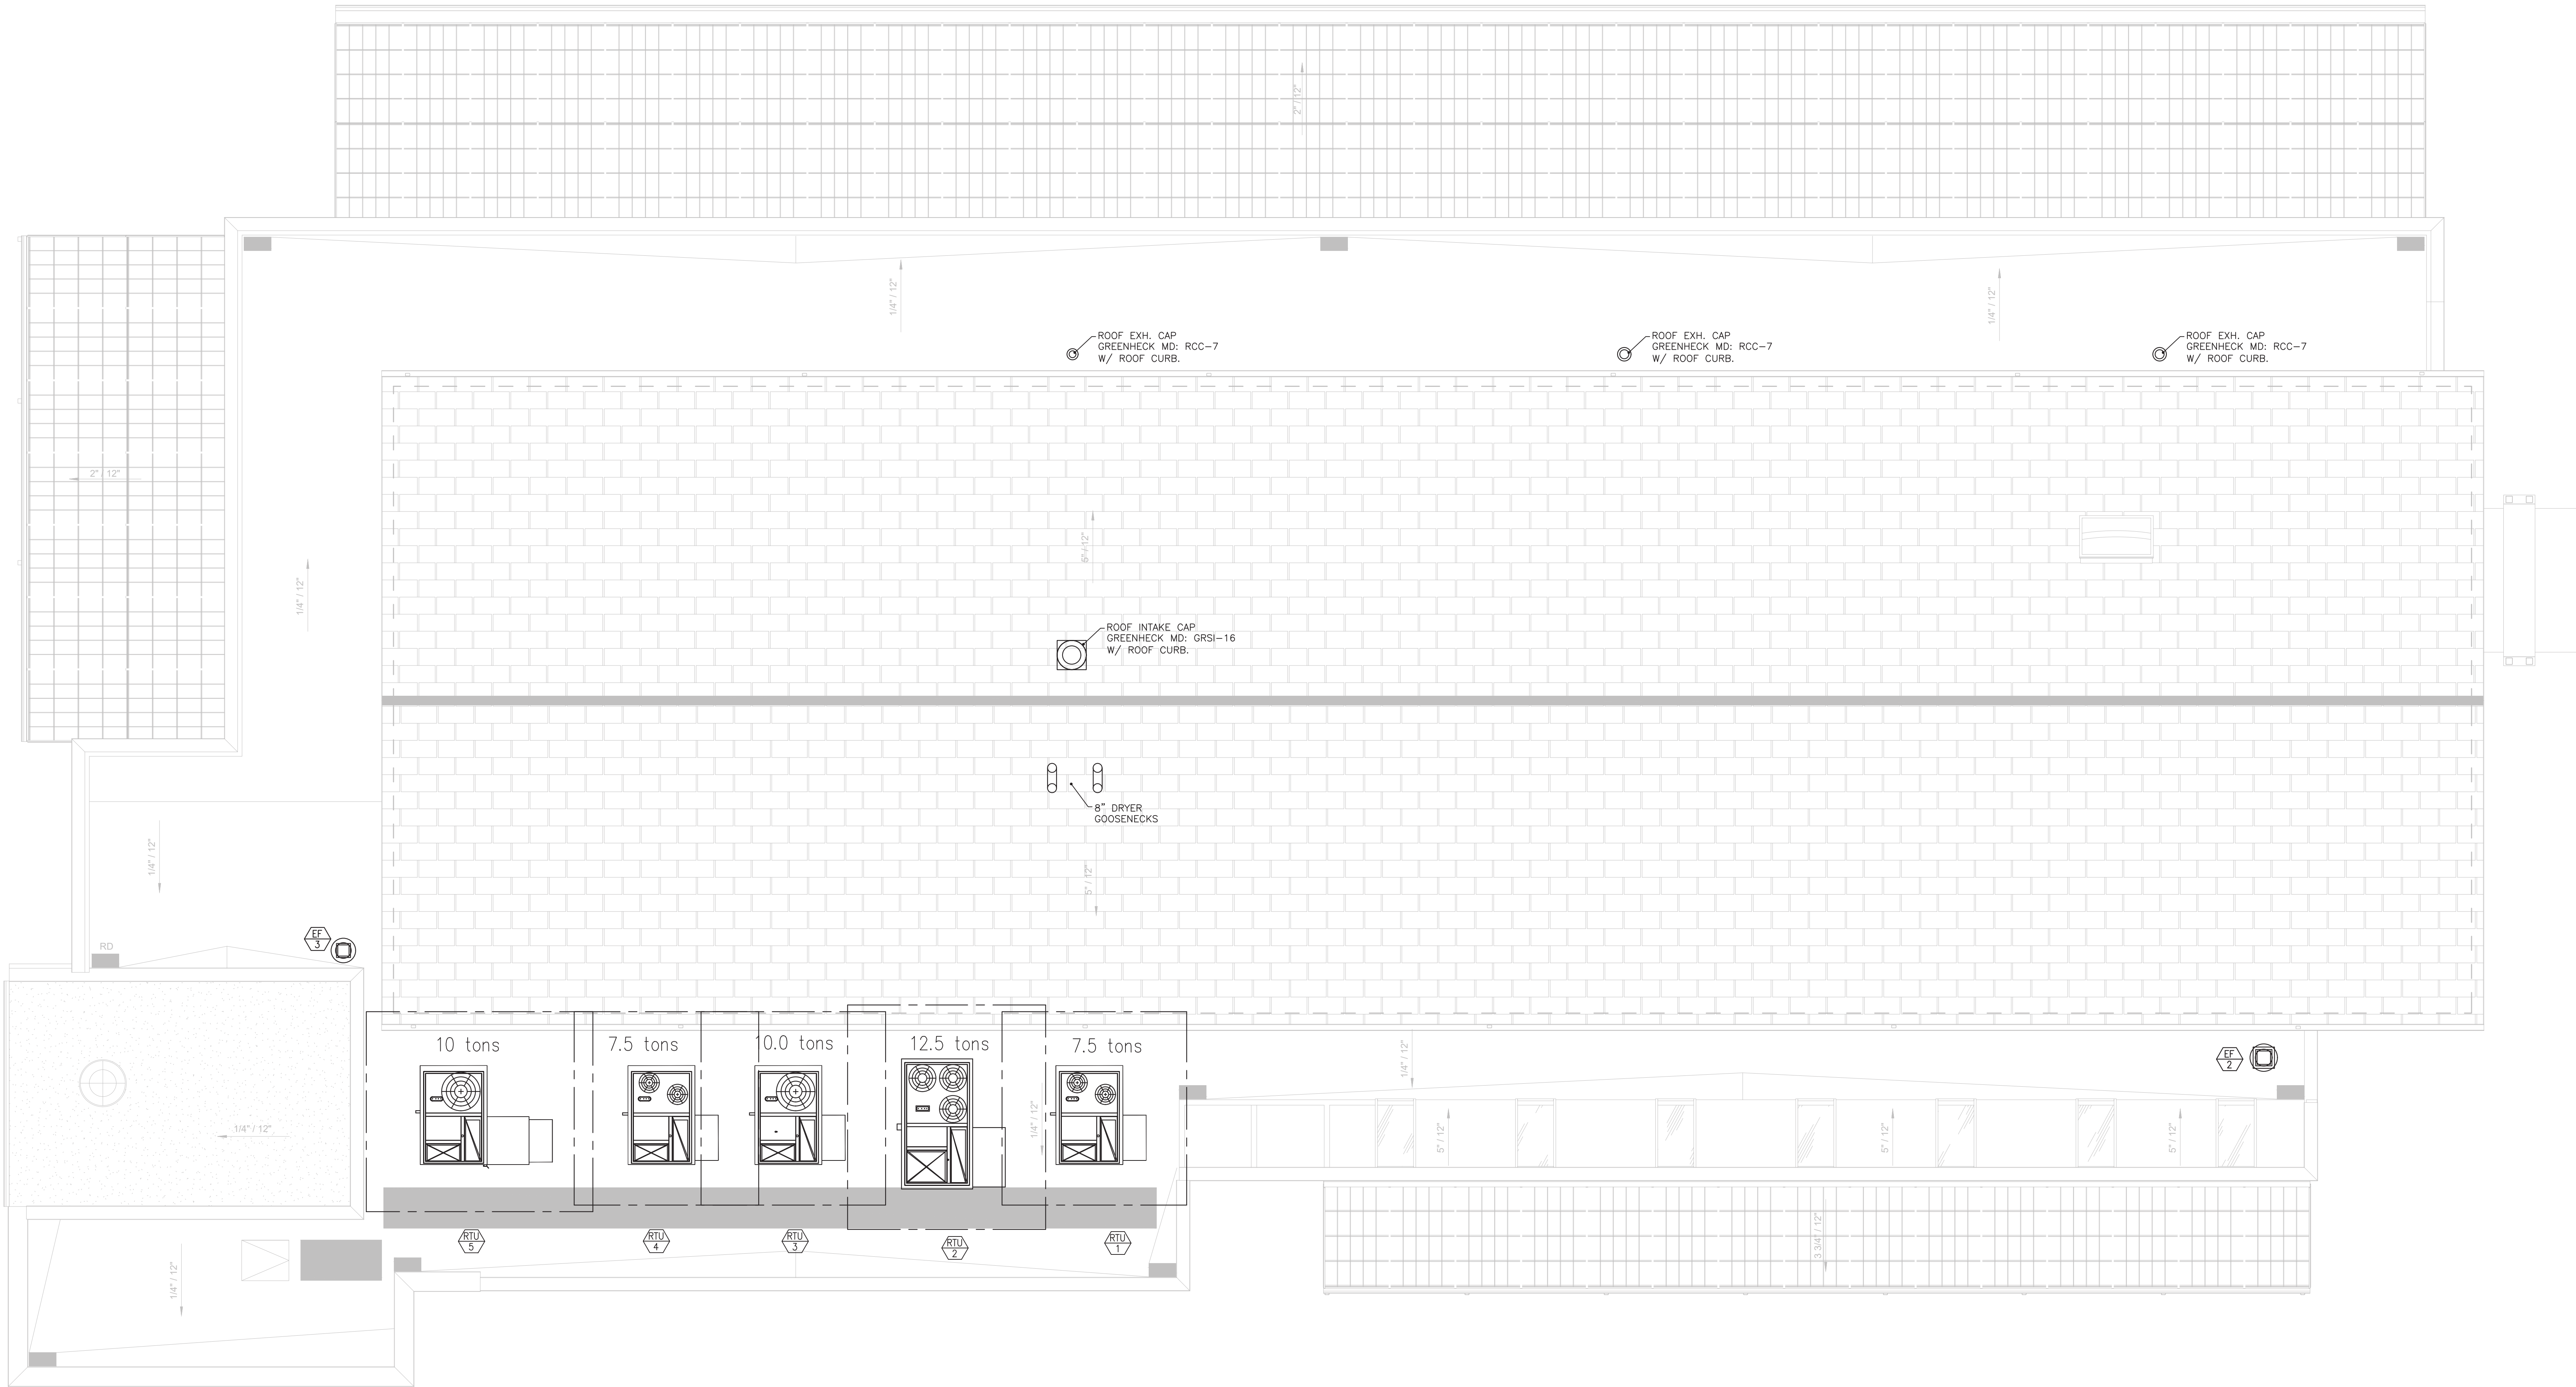 2" / 12"
1/4" / 12"
1/4" / 12"
ROOF EXH. CAP
GREENHECK MD: RCC-7
W/ ROOF CURB.
ROOF EXH. CAP
GREENHECK MD: RCC-7
W/ ROOF CURB.
ROOF EXH. CAP
GREENHECK MD: RCC-7
W/ ROOF CURB.
2" / 12"
5" / 12"
1/4" / 12"
ROOF INTAKE CAP
GREENHECK MD: GRSI-16
W/ ROOF CURB.
8" DRYER
GOOSENECKS
1/4" / 12"
5" / 12"
EF
3
RD
10 tons
7.5 tons
10.0 tons
12.5 tons
7.5 tons
1/4" / 12"
EF
2
1/4" / 12"
1/4" / 12"
5" / 12"
5" / 12"
5" / 12"
RTU
5
RTU
4
RTU
3
RTU
2
RTU
1
3 3/4" / 12"
1/4" / 12"